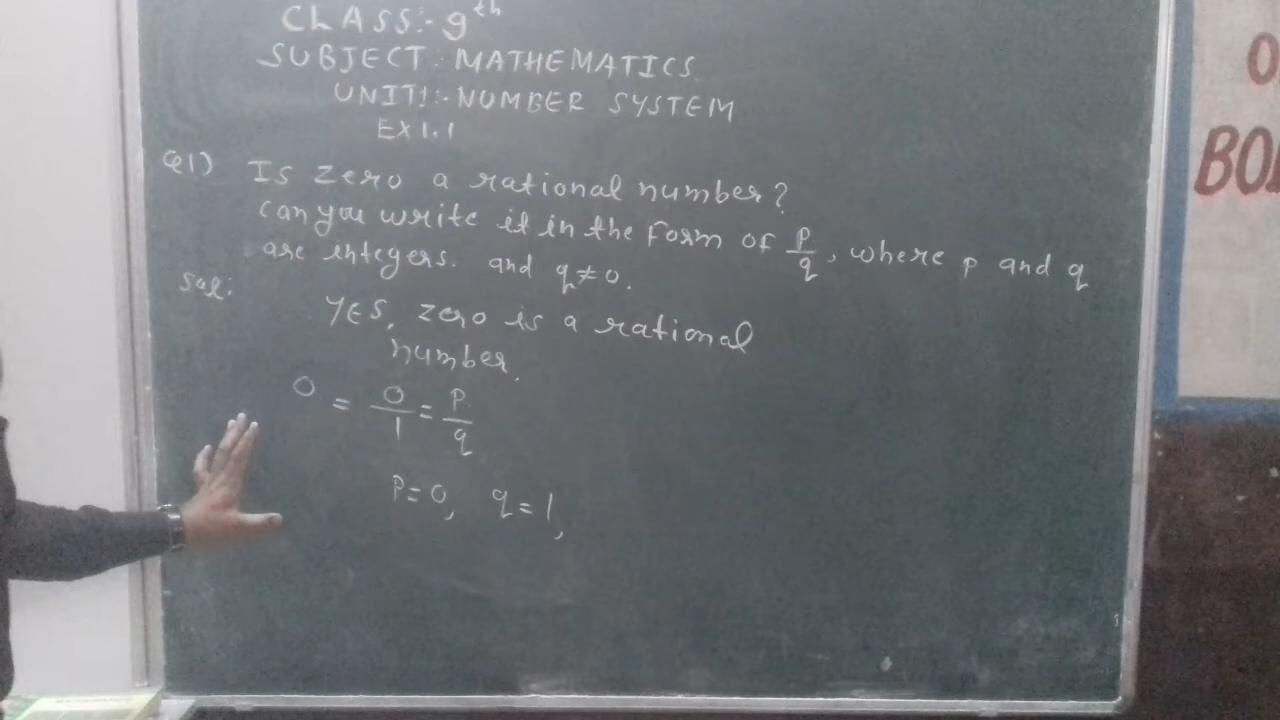 CLASS:- 9th
SUBJECT: MATHEMATICS
UNIT1:- NUMBER SYSTEM
EX 1.1
Q1) Is zero a rational number?
can you write it in the form of p/q, where p and q
are integers. and q≠0.
Sol:
YES, zero is a rational
number.
0 = 0/1 = P/q
P=0, q=1,
O
BO